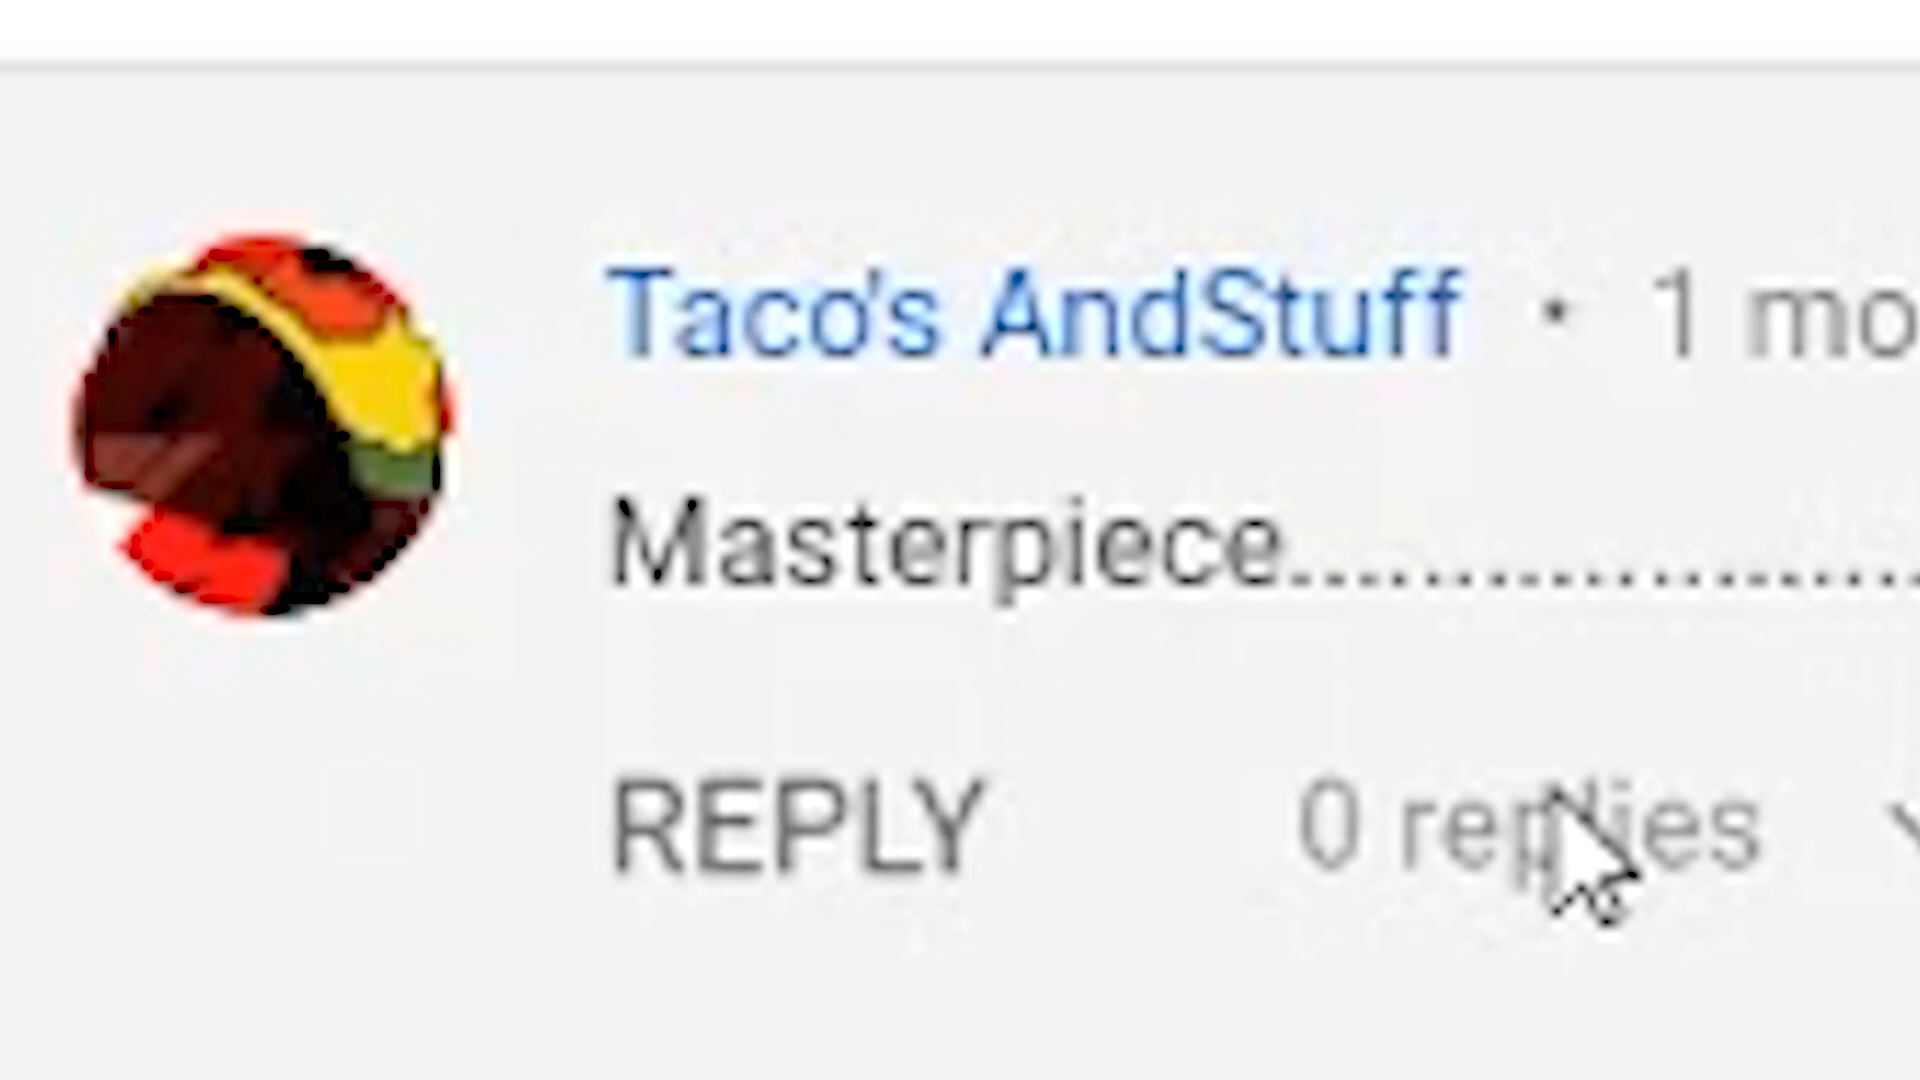 Taco's AndStuff • 1 mo
Masterpiece....................
REPLY 0 replies